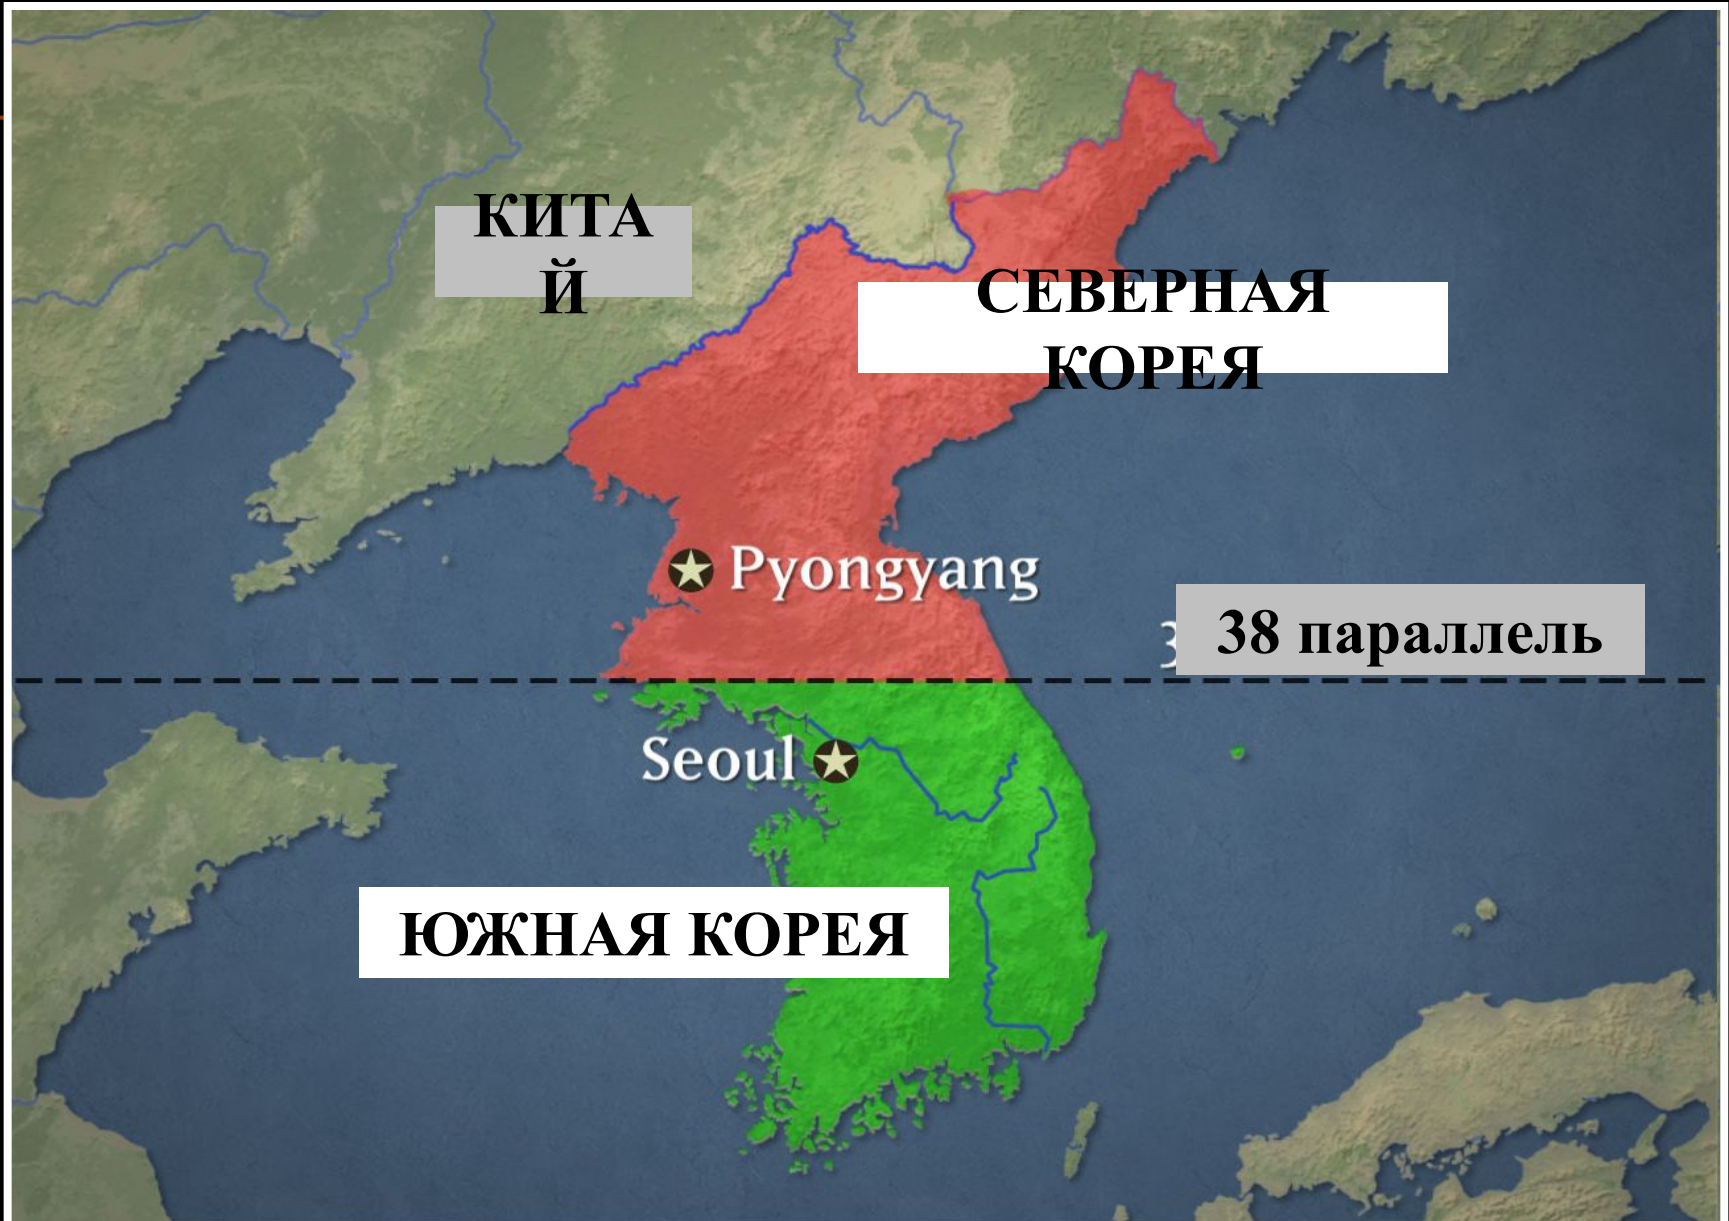 КИТА
Й
СЕВЕРНАЯ
КОРЕЯ
Pyongyang
38 параллель
Seoul
ЮЖНАЯ КОРЕЯ